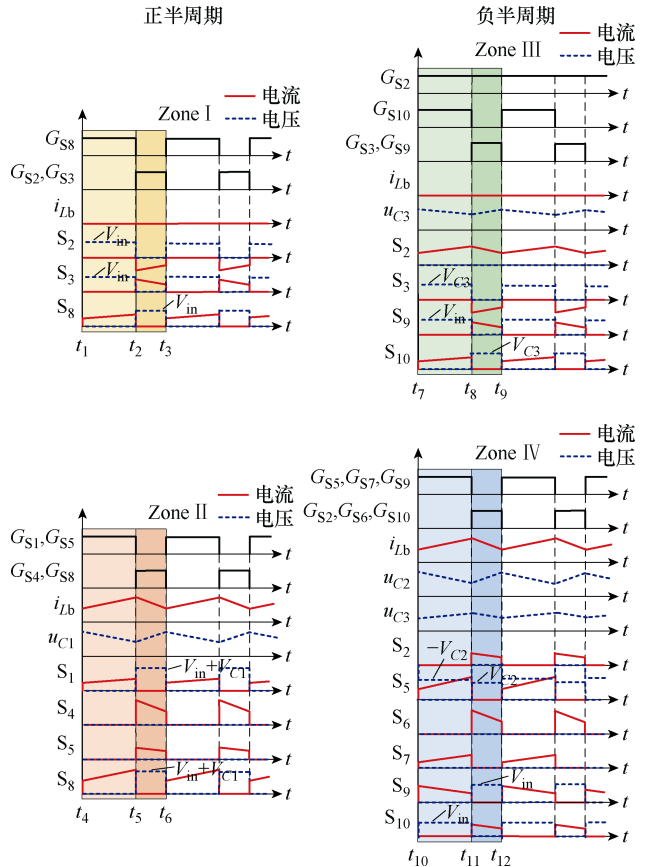 正半周期
Zone I
电流
电压
G_S8
t
G_S2,G_S3
t
i_Lb
t
S_2
V_in
t
S_3
V_in
t
S_8
V_in
t
t_1 t_2 t_3
Zone II
电流
电压
G_S1,G_S5
t
G_S4,G_S8
t
i_Lb
t
u_C1
t
S_1
V_in+V_C1
t
S_4
t
S_5
t
S_8
V_in+V_C1
t
t_4 t_5 t_6
负半周期
Zone III
电流
电压
G_S2
t
G_S10
t
G_S3,G_S9
t
i_Lb
t
u_C3
t
S_2
t
S_3
V_C3
t
S_9
V_in
t
S_10
V_C3
t
t_7 t_8 t_9
Zone IV
电流
电压
G_S5,G_S7,G_S9
t
G_S2,G_S6,G_S10
t
i_Lb
t
u_C2
t
u_C3
t
S_2
t
−V_C2
S_5
V_C2
t
S_6
t
S_7
t
S_9
V_in
t
S_10
V_in
t
t_10 t_11 t_12